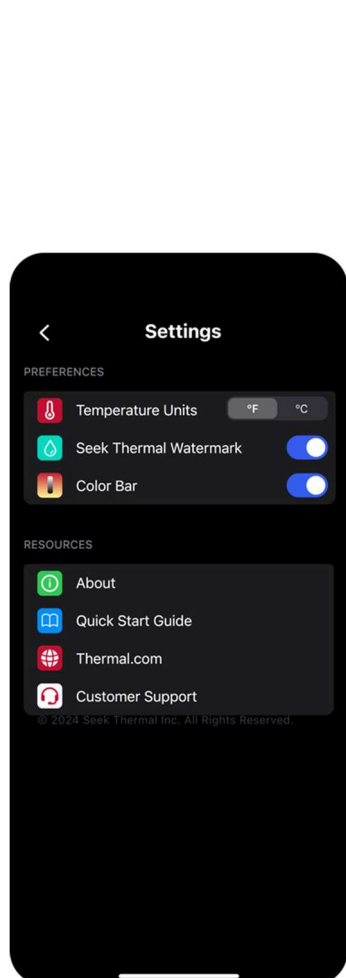 Settings
PREFERENCES
Temperature Units °F °C
Seek Thermal Watermark
Color Bar
RESOURCES
About
Quick Start Guide
Thermal.com
Customer Support
© 2024 Seek Thermal Inc. All Rights Reserved.